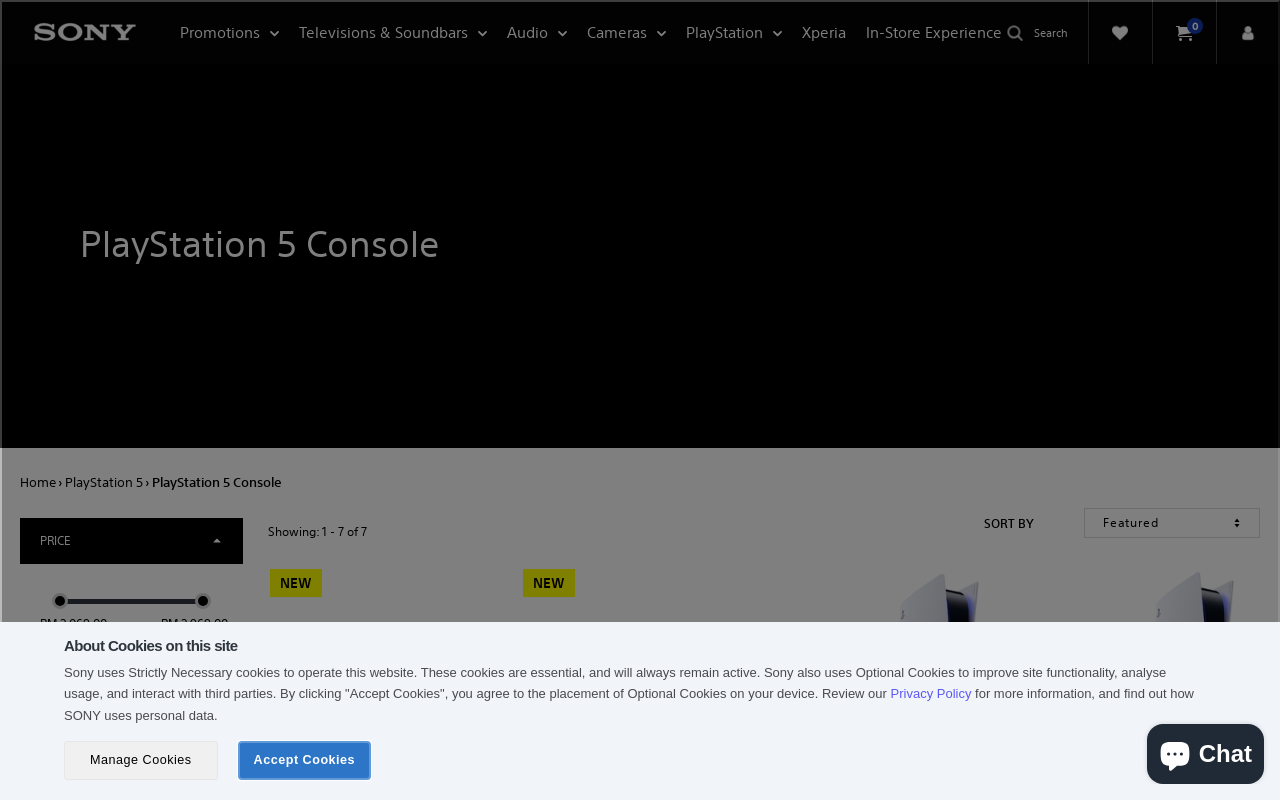 SONY
Promotions
Televisions & Soundbars
Audio
Cameras
PlayStation
Xperia
In-Store Experience
Search
0
PlayStation 5 Console
Home › PlayStation 5 › PlayStation 5 Console
PRICE
Showing: 1 - 7 of 7
SORT BY
Featured
NEW
NEW
About Cookies on this site
Sony uses Strictly Necessary cookies to operate this website. These cookies are essential, and will always remain active. Sony also uses Optional Cookies to improve site functionality, analyse
usage, and interact with third parties. By clicking "Accept Cookies", you agree to the placement of Optional Cookies on your device. Review our Privacy Policy for more information, and find out how
SONY uses personal data.
Manage Cookies
Accept Cookies
Chat